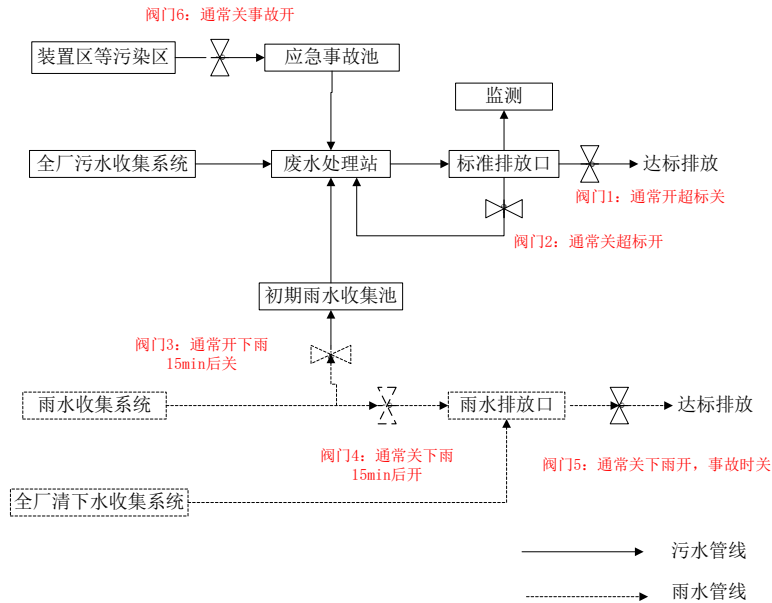 阀门6: 通常关事故开
装置区等污染区
应急事故池
监测
全厂污水收集系统
废水处理站
标准排放口
达标排放
阀门1: 通常开超标关
阀门2: 通常关超标开
初期雨水收集池
阀门3: 通常开下雨
15min后关
雨水收集系统
雨水排放口
达标排放
阀门4: 通常关下雨
15min后开
阀门5: 通常关下雨开, 事故时关
全厂清下水收集系统
污水管线
雨水管线